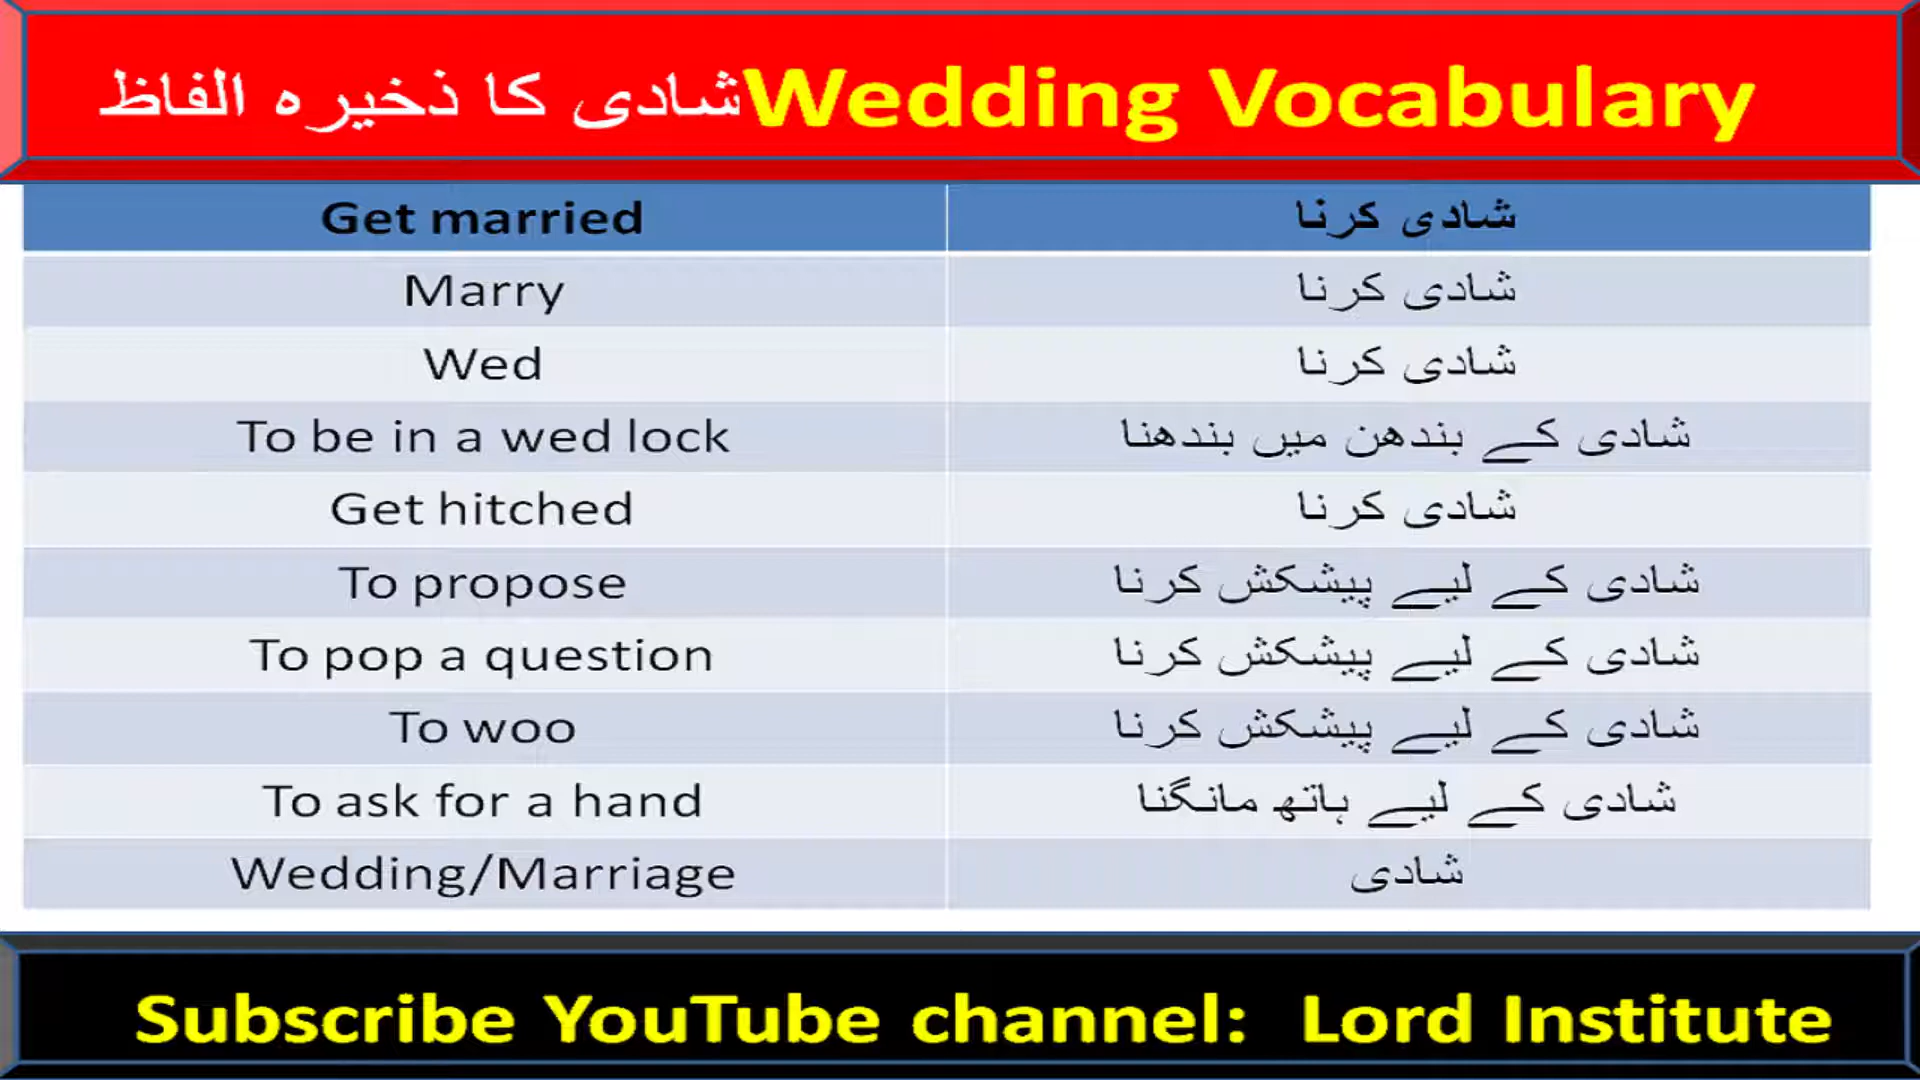 شادی کا ذخیرہ الفاظ Wedding Vocabulary
Get married شادی کرنا
Marry شادی کرنا
Wed شادی کرنا
To be in a wed lock شادی کے بندھن میں بندھنا
Get hitched شادی کرنا
To propose شادی کے لیے پیشکش کرنا
To pop a question شادی کے لیے پیشکش کرنا
To woo شادی کے لیے پیشکش کرنا
To ask for a hand شادی کے لیے ہاتھ مانگنا
Wedding/Marriage شادی
Subscribe YouTube channel: Lord Institute